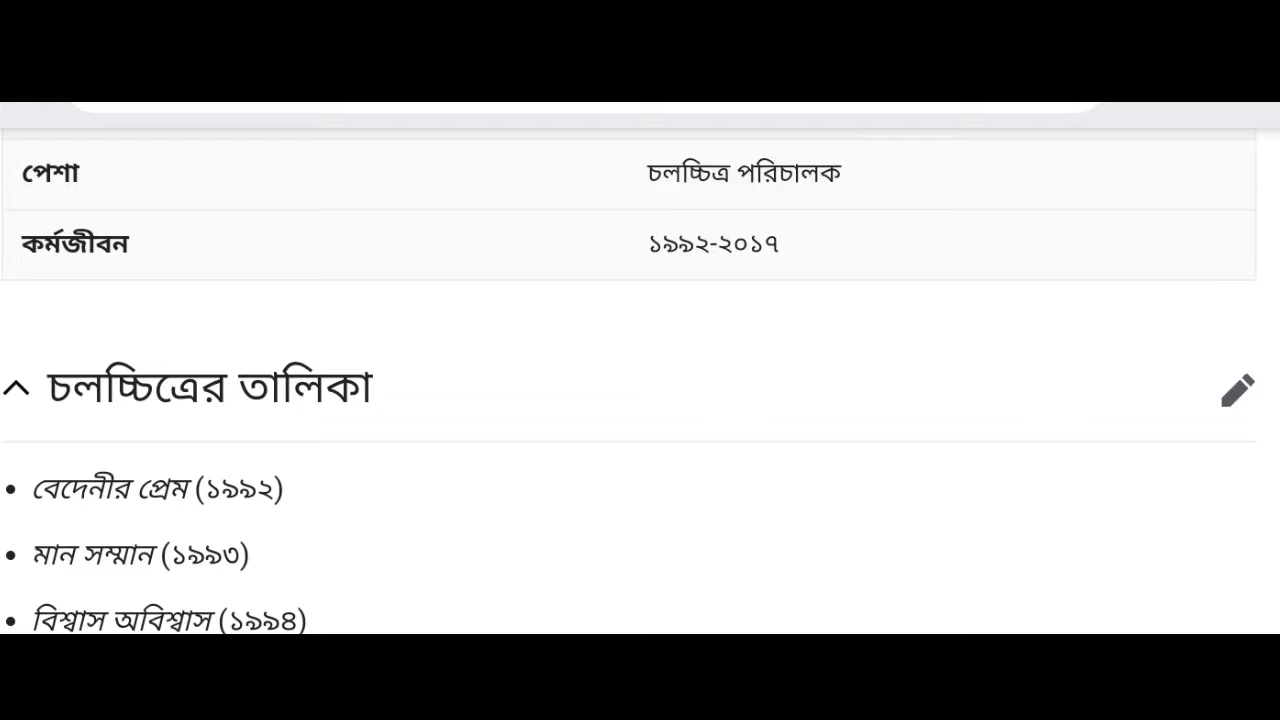 পেশা চলচ্চিত্র পরিচালক
কর্মজীবন ১৯৯২-২০১৭
চলচ্চিত্রের তালিকা
বেদেনীর প্রেম (১৯৯২)
মান সম্মান (১৯৯৩)
বিশ্বাস অবিশ্বাস (১৯৯৪)